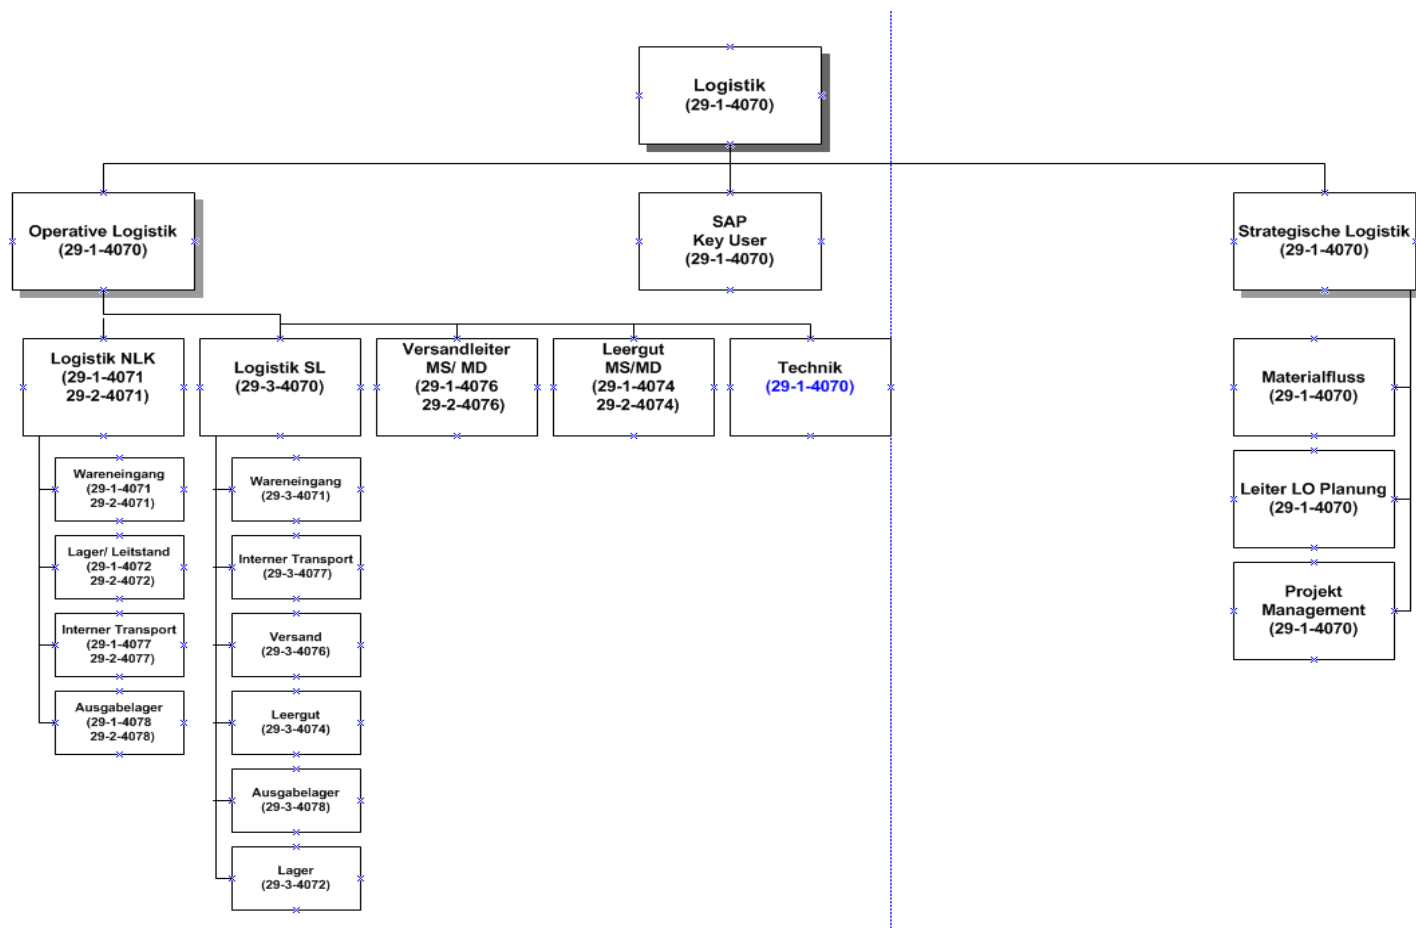 Logistik
(29-1-4070)
Operative Logistik
(29-1-4070)
SAP
Key User
(29-1-4070)
Strategische Logistik
(29-1-4070)
Logistik NLK
(29-1-4071
29-2-4071)
Logistik SL
(29-3-4070)
Versandleiter
MS/ MD
(29-1-4076
29-2-4076)
Leergut
MS/MD
(29-1-4074
29-2-4074)
Technik
(29-1-4070)
Wareneingang
(29-1-4071
29-2-4071)
Lager/ Leitstand
(29-1-4072
29-2-4072)
Interner Transport
(29-1-4077
29-2-4077)
Ausgabelager
(29-1-4078
29-2-4078)
Wareneingang
(29-3-4071)
Interner Transport
(29-3-4077)
Versand
(29-3-4076)
Leergut
(29-3-4074)
Ausgabelager
(29-3-4078)
Lager
(29-3-4072)
Materialfluss
(29-1-4070)
Leiter LO Planung
(29-1-4070)
Projekt
Management
(29-1-4070)